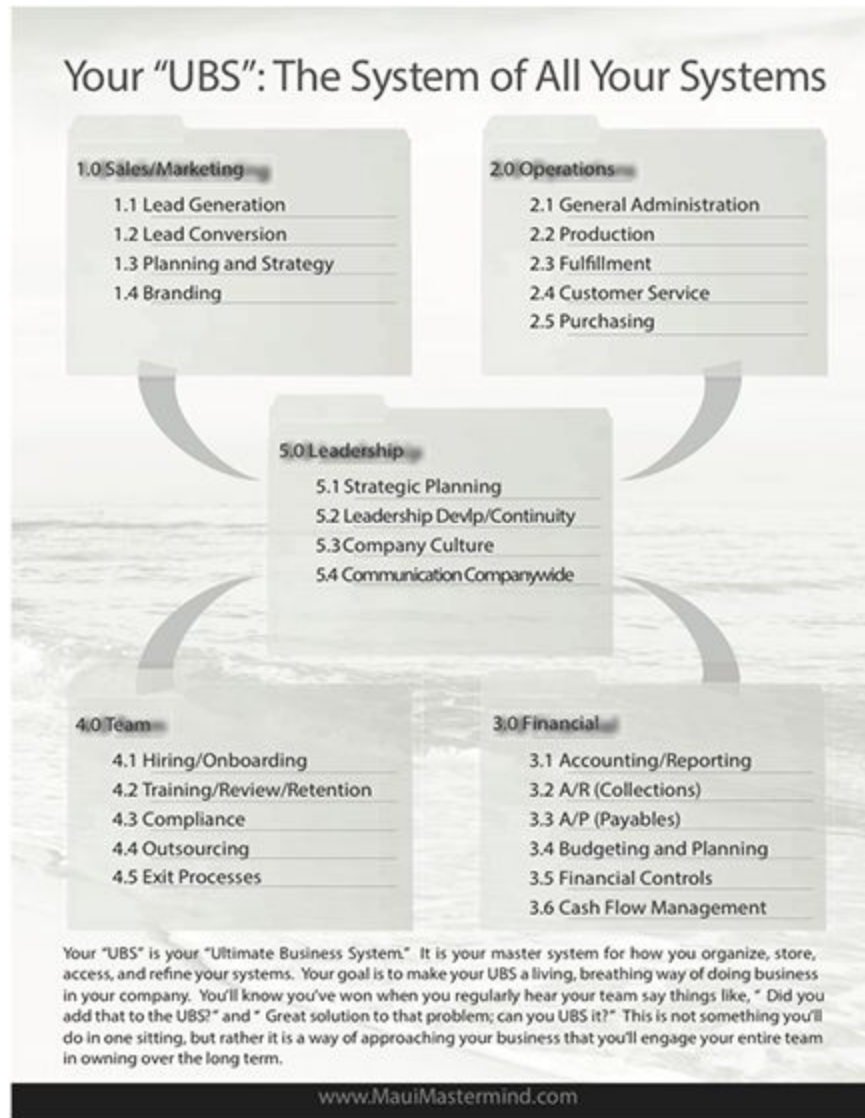 Your “UBS”: The System of All Your Systems
1.0 Sales/Marketing
1.1 Lead Generation
1.2 Lead Conversion
1.3 Planning and Strategy
1.4 Branding
2.0 Operations
2.1 General Administration
2.2 Production
2.3 Fulfillment
2.4 Customer Service
2.5 Purchasing
5.0 Leadership
5.1 Strategic Planning
5.2 Leadership Devlp/Continuity
5.3 Company Culture
5.4 Communication Companywide
4.0 Team
4.1 Hiring/Onboarding
4.2 Training/Review/Retention
4.3 Compliance
4.4 Outsourcing
4.5 Exit Processes
3.0 Financial
3.1 Accounting/Reporting
3.2 A/R (Collections)
3.3 A/P (Payables)
3.4 Budgeting and Planning
3.5 Financial Controls
3.6 Cash Flow Management
Your “UBS” is your “Ultimate Business System.” It is your master system for how you organize, store,
access, and refine your systems. Your goal is to make your UBS a living, breathing way of doing business
in your company. You’ll know you’ve won when you regularly hear your team say things like, “ Did you
add that to the UBS?” and “ Great solution to that problem; can you UBS it?” This is not something you’ll
do in one sitting, but rather it is a way of approaching your business that you’ll engage your entire team
in owning over the long term.
www.MauiMastermind.com